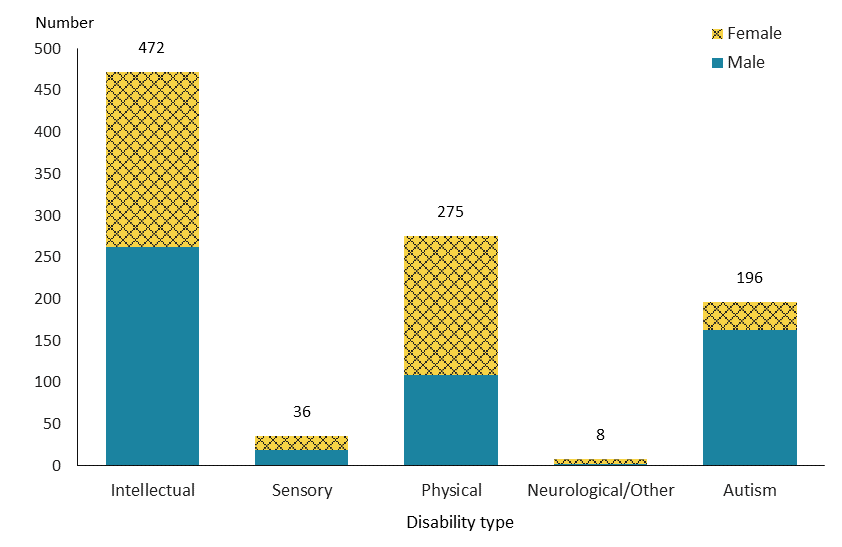 Number
Female
Male
500
450
400
350
300
250
200
150
100
50
0
472
36
275
8
196
Intellectual
Sensory
Physical
Neurological/Other
Autism
Disability type